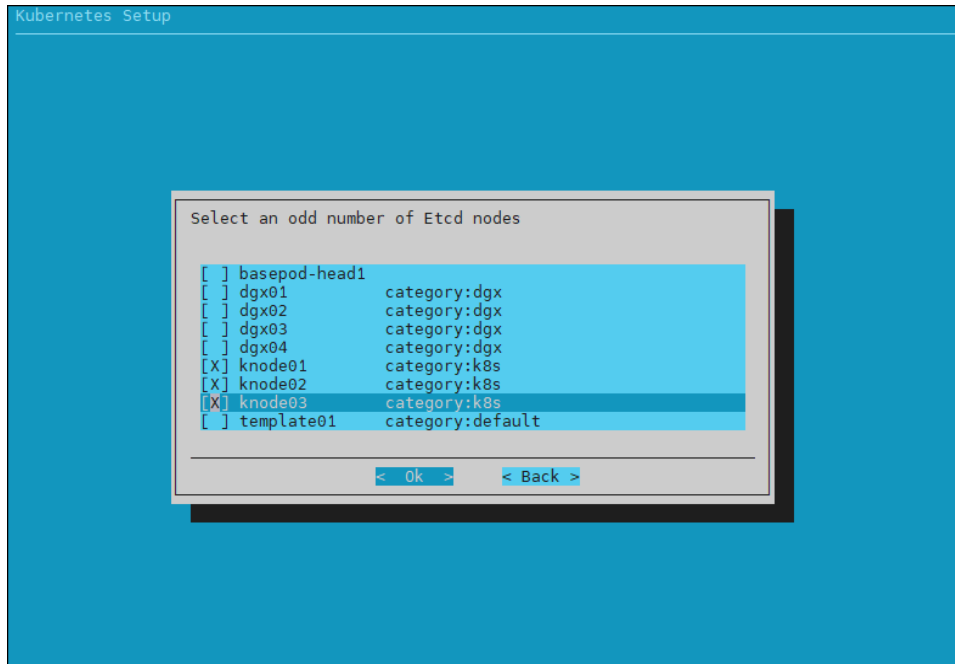 Kubernetes Setup
Select an odd number of Etcd nodes
[ ] basepod-head1
[ ] dgx01 category:dgx
[ ] dgx02 category:dgx
[ ] dgx03 category:dgx
[ ] dgx04 category:dgx
[X] knode01 category:k8s
[X] knode02 category:k8s
[X] knode03 category:k8s
[ ] template01 category:default
< Ok > < Back >